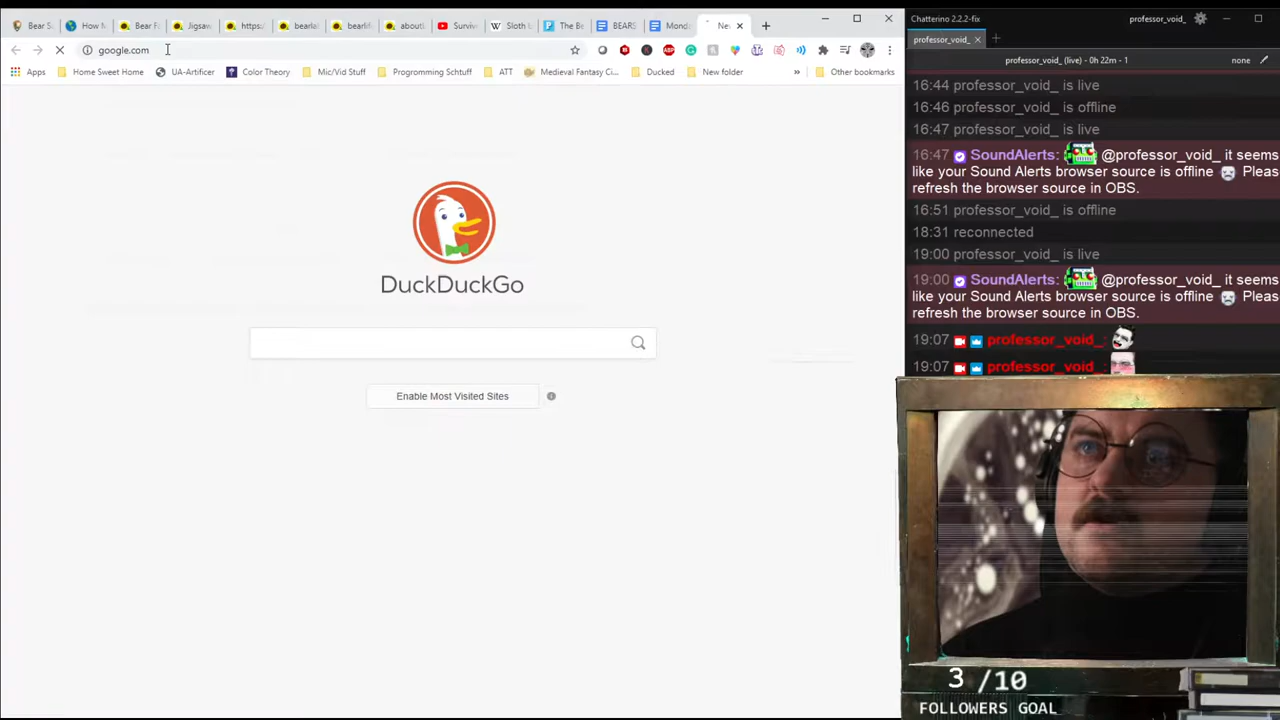 Bear S
How M
Bear F
Jigsaw
https:
bearla
bearlif
about
Surviv
Sloth
The Be
BEARS
Mond
Ne
google.com
Apps
Home Sweet Home
UA-Artificer
Color Theory
Mic/Vid Stuff
Programming Schtuff
ATT
Medieval Fantasy Ci...
Ducked
New folder
»
Other bookmarks
DuckDuckGo
Enable Most Visited Sites
Chatterino 2.2.2-fix
professor_void_
professor_void_
professor_void_ (live) - 0h 22m - 1
none
16:44 professor_void_ is live
16:46 professor_void_ is offline
16:47 professor_void_ is live
16:47 SoundAlerts: @professor_void_ it seems
like your Sound Alerts browser source is offline Pleas
refresh the browser source in OBS.
16:51 professor_void_ is offline
18:31 reconnected
19:00 professor_void_ is live
19:00 SoundAlerts: @professor_void_ it seems
like your Sound Alerts browser source is offline Pleas
refresh the browser source in OBS.
19:07 professor_void_:
19:07 professor_void_:
3 /10
FOLLOWERS GOAL